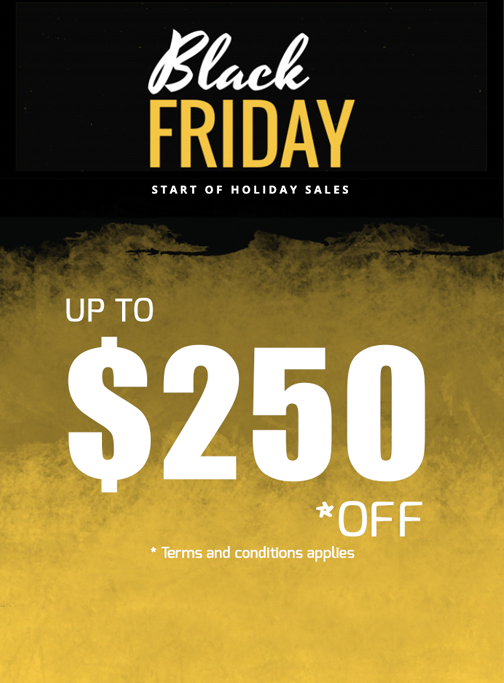 Black
FRIDAY
START OF HOLIDAY SALES
UP TO
$250
*OFF
* Terms and conditions applies